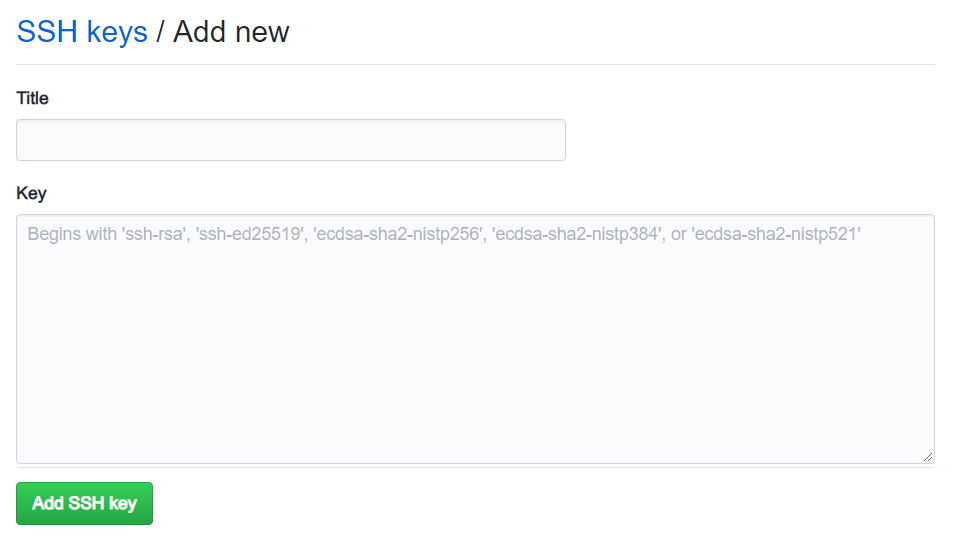 SSH keys / Add new
Title
Key
Begins with 'ssh-rsa', 'ssh-ed25519', 'ecdsa-sha2-nistp256', 'ecdsa-sha2-nistp384', or 'ecdsa-sha2-nistp521'
Add SSH key